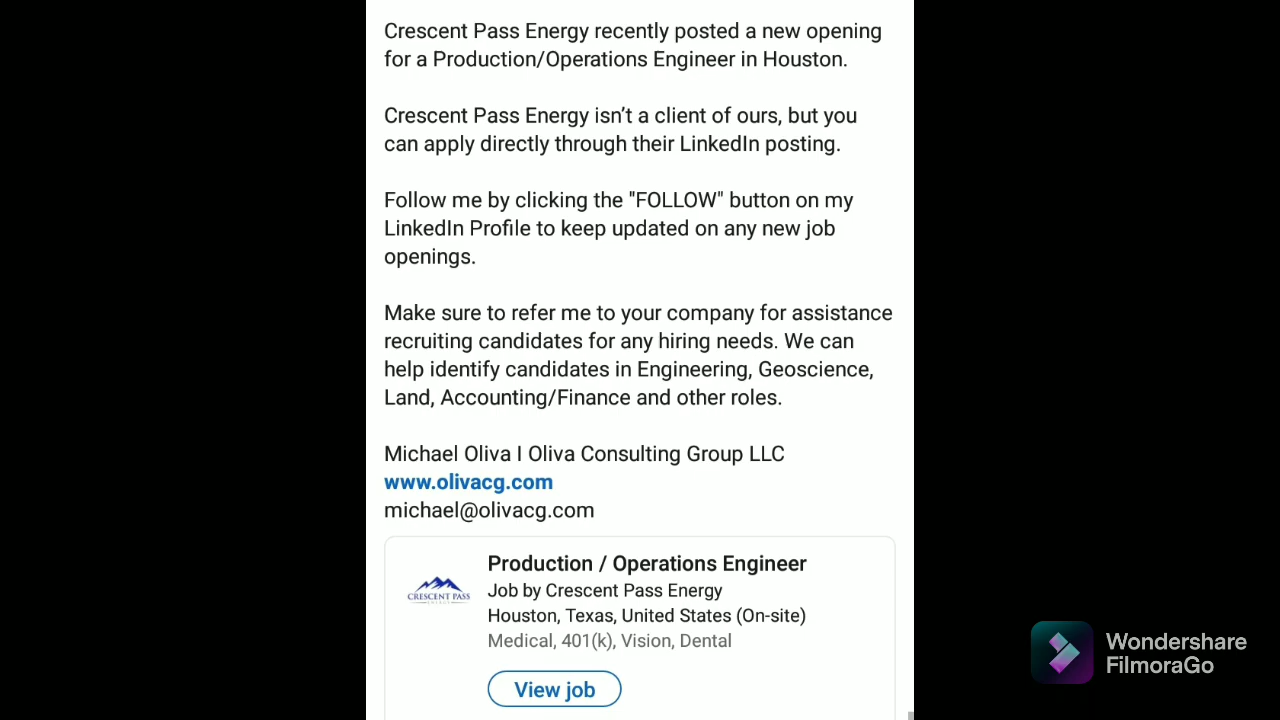 Crescent Pass Energy recently posted a new opening
for a Production/Operations Engineer in Houston.
Crescent Pass Energy isn’t a client of ours, but you
can apply directly through their LinkedIn posting.
Follow me by clicking the "FOLLOW" button on my
LinkedIn Profile to keep updated on any new job
openings.
Make sure to refer me to your company for assistance
recruiting candidates for any hiring needs. We can
help identify candidates in Engineering, Geoscience,
Land, Accounting/Finance and other roles.
Michael Oliva I Oliva Consulting Group LLC
www.olivacg.com
michael@olivacg.com
Production / Operations Engineer
Job by Crescent Pass Energy
Houston, Texas, United States (On-site)
Medical, 401(k), Vision, Dental
View job
CRESCENT PASS
ENERGY
Wondershare
FilmoraGo